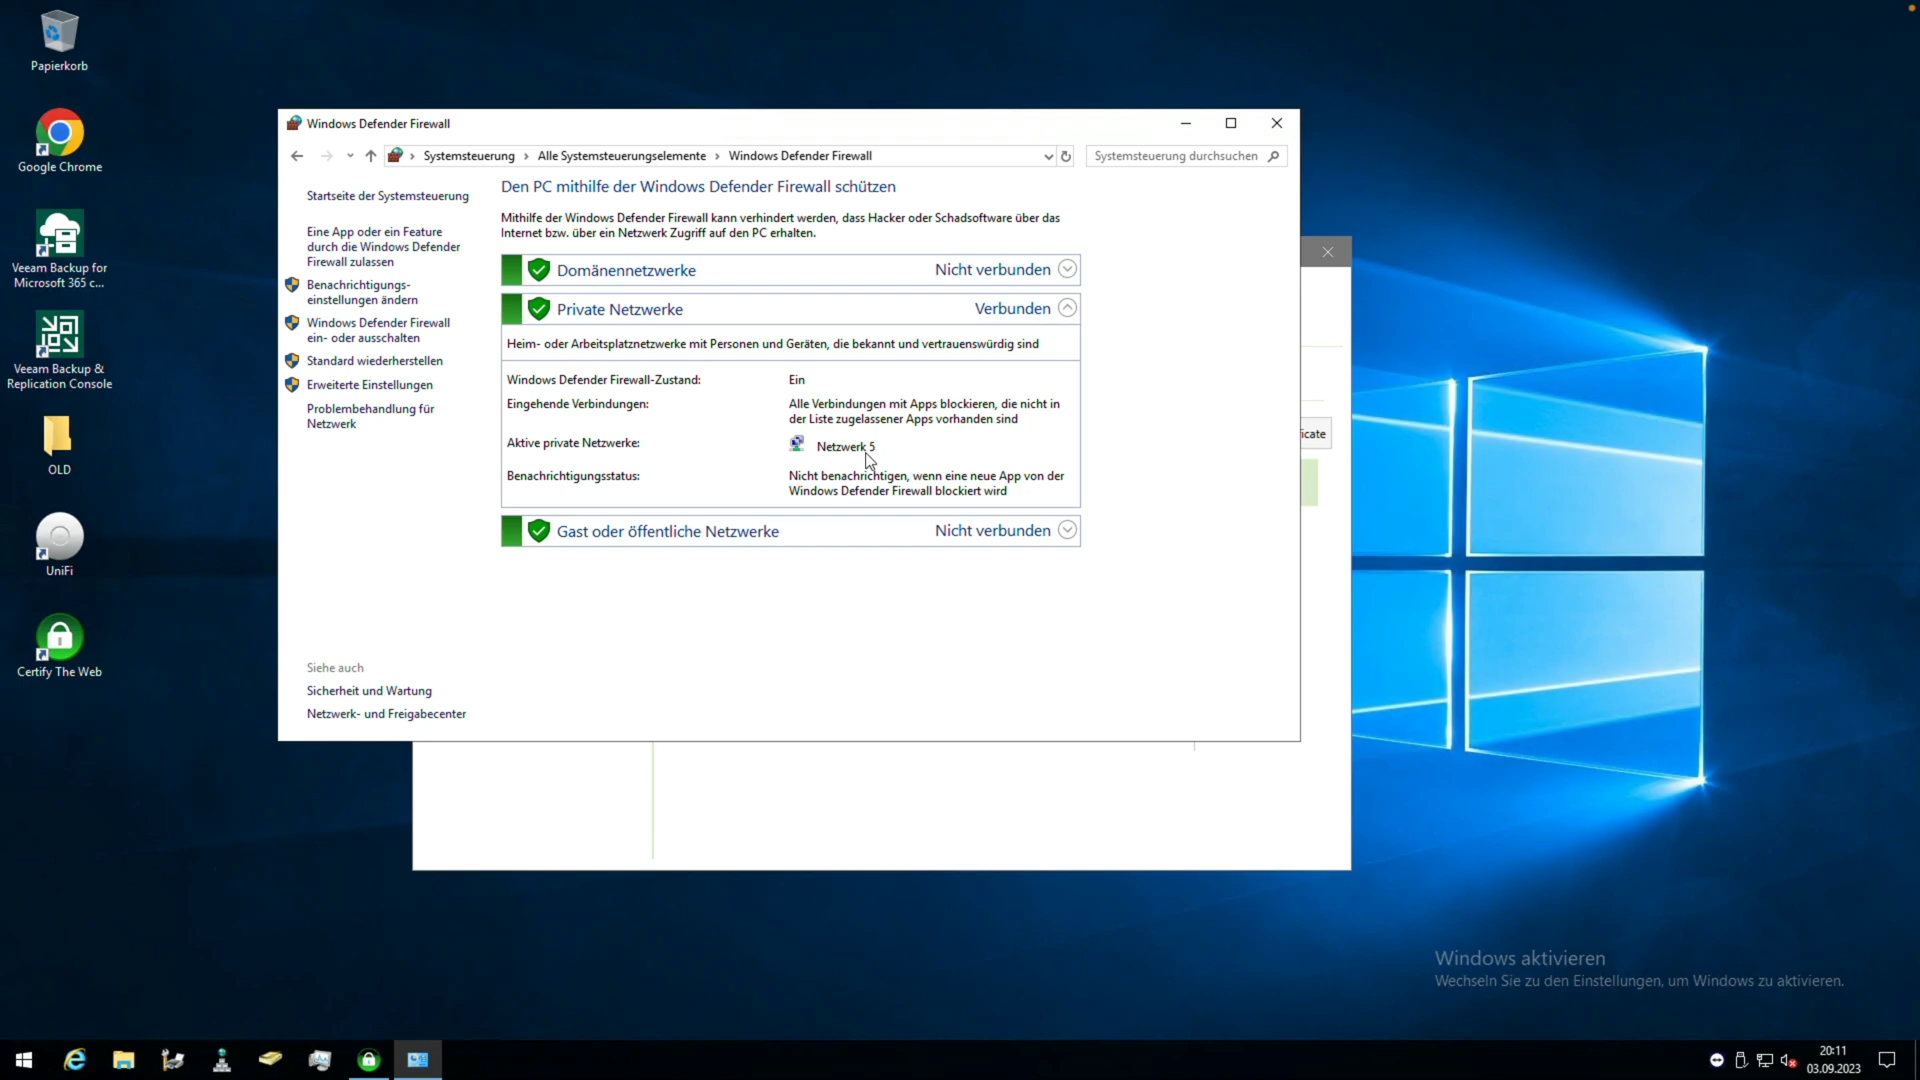 Papierkorb
Google Chrome
Veeam Backup for
Microsoft 365 c...
Veeam Backup &
Replication Console
OLD
UniFi
Certify The Web
Windows Defender Firewall
Systemsteuerung
Alle Systemsteuerungselemente
Windows Defender Firewall
Systemsteuerung durchsuchen
Startseite der Systemsteuerung
Eine App oder ein Feature
durch die Windows Defender
Firewall zulassen
Benachrichtigungs-
einstellungen ändern
Windows Defender Firewall
ein- oder ausschalten
Standard wiederherstellen
Erweiterte Einstellungen
Problembehandlung für
Netzwerk
Siehe auch
Sicherheit und Wartung
Netzwerk- und Freigabecenter
Den PC mithilfe der Windows Defender Firewall schützen
Mithilfe der Windows Defender Firewall kann verhindert werden, dass Hacker oder Schadsoftware über das
Internet bzw. über ein Netzwerk Zugriff auf den PC erhalten.
Domänennetzwerke Nicht verbunden
Private Netzwerke Verbunden
Heim- oder Arbeitsplatznetzwerke mit Personen und Geräten, die bekannt und vertrauenswürdig sind
Windows Defender Firewall-Zustand: Ein
Eingehende Verbindungen: Alle Verbindungen mit Apps blockieren, die nicht in
der Liste zugelassener Apps vorhanden sind
Aktive private Netzwerke: Netzwerk 5
Benachrichtigungsstatus: Nicht benachrichtigen, wenn eine neue App von der
Windows Defender Firewall blockiert wird
Gast oder öffentliche Netzwerke Nicht verbunden
icate
Windows aktivieren
Wechseln Sie zu den Einstellungen, um Windows zu aktivieren.
20:11
03.09.2023